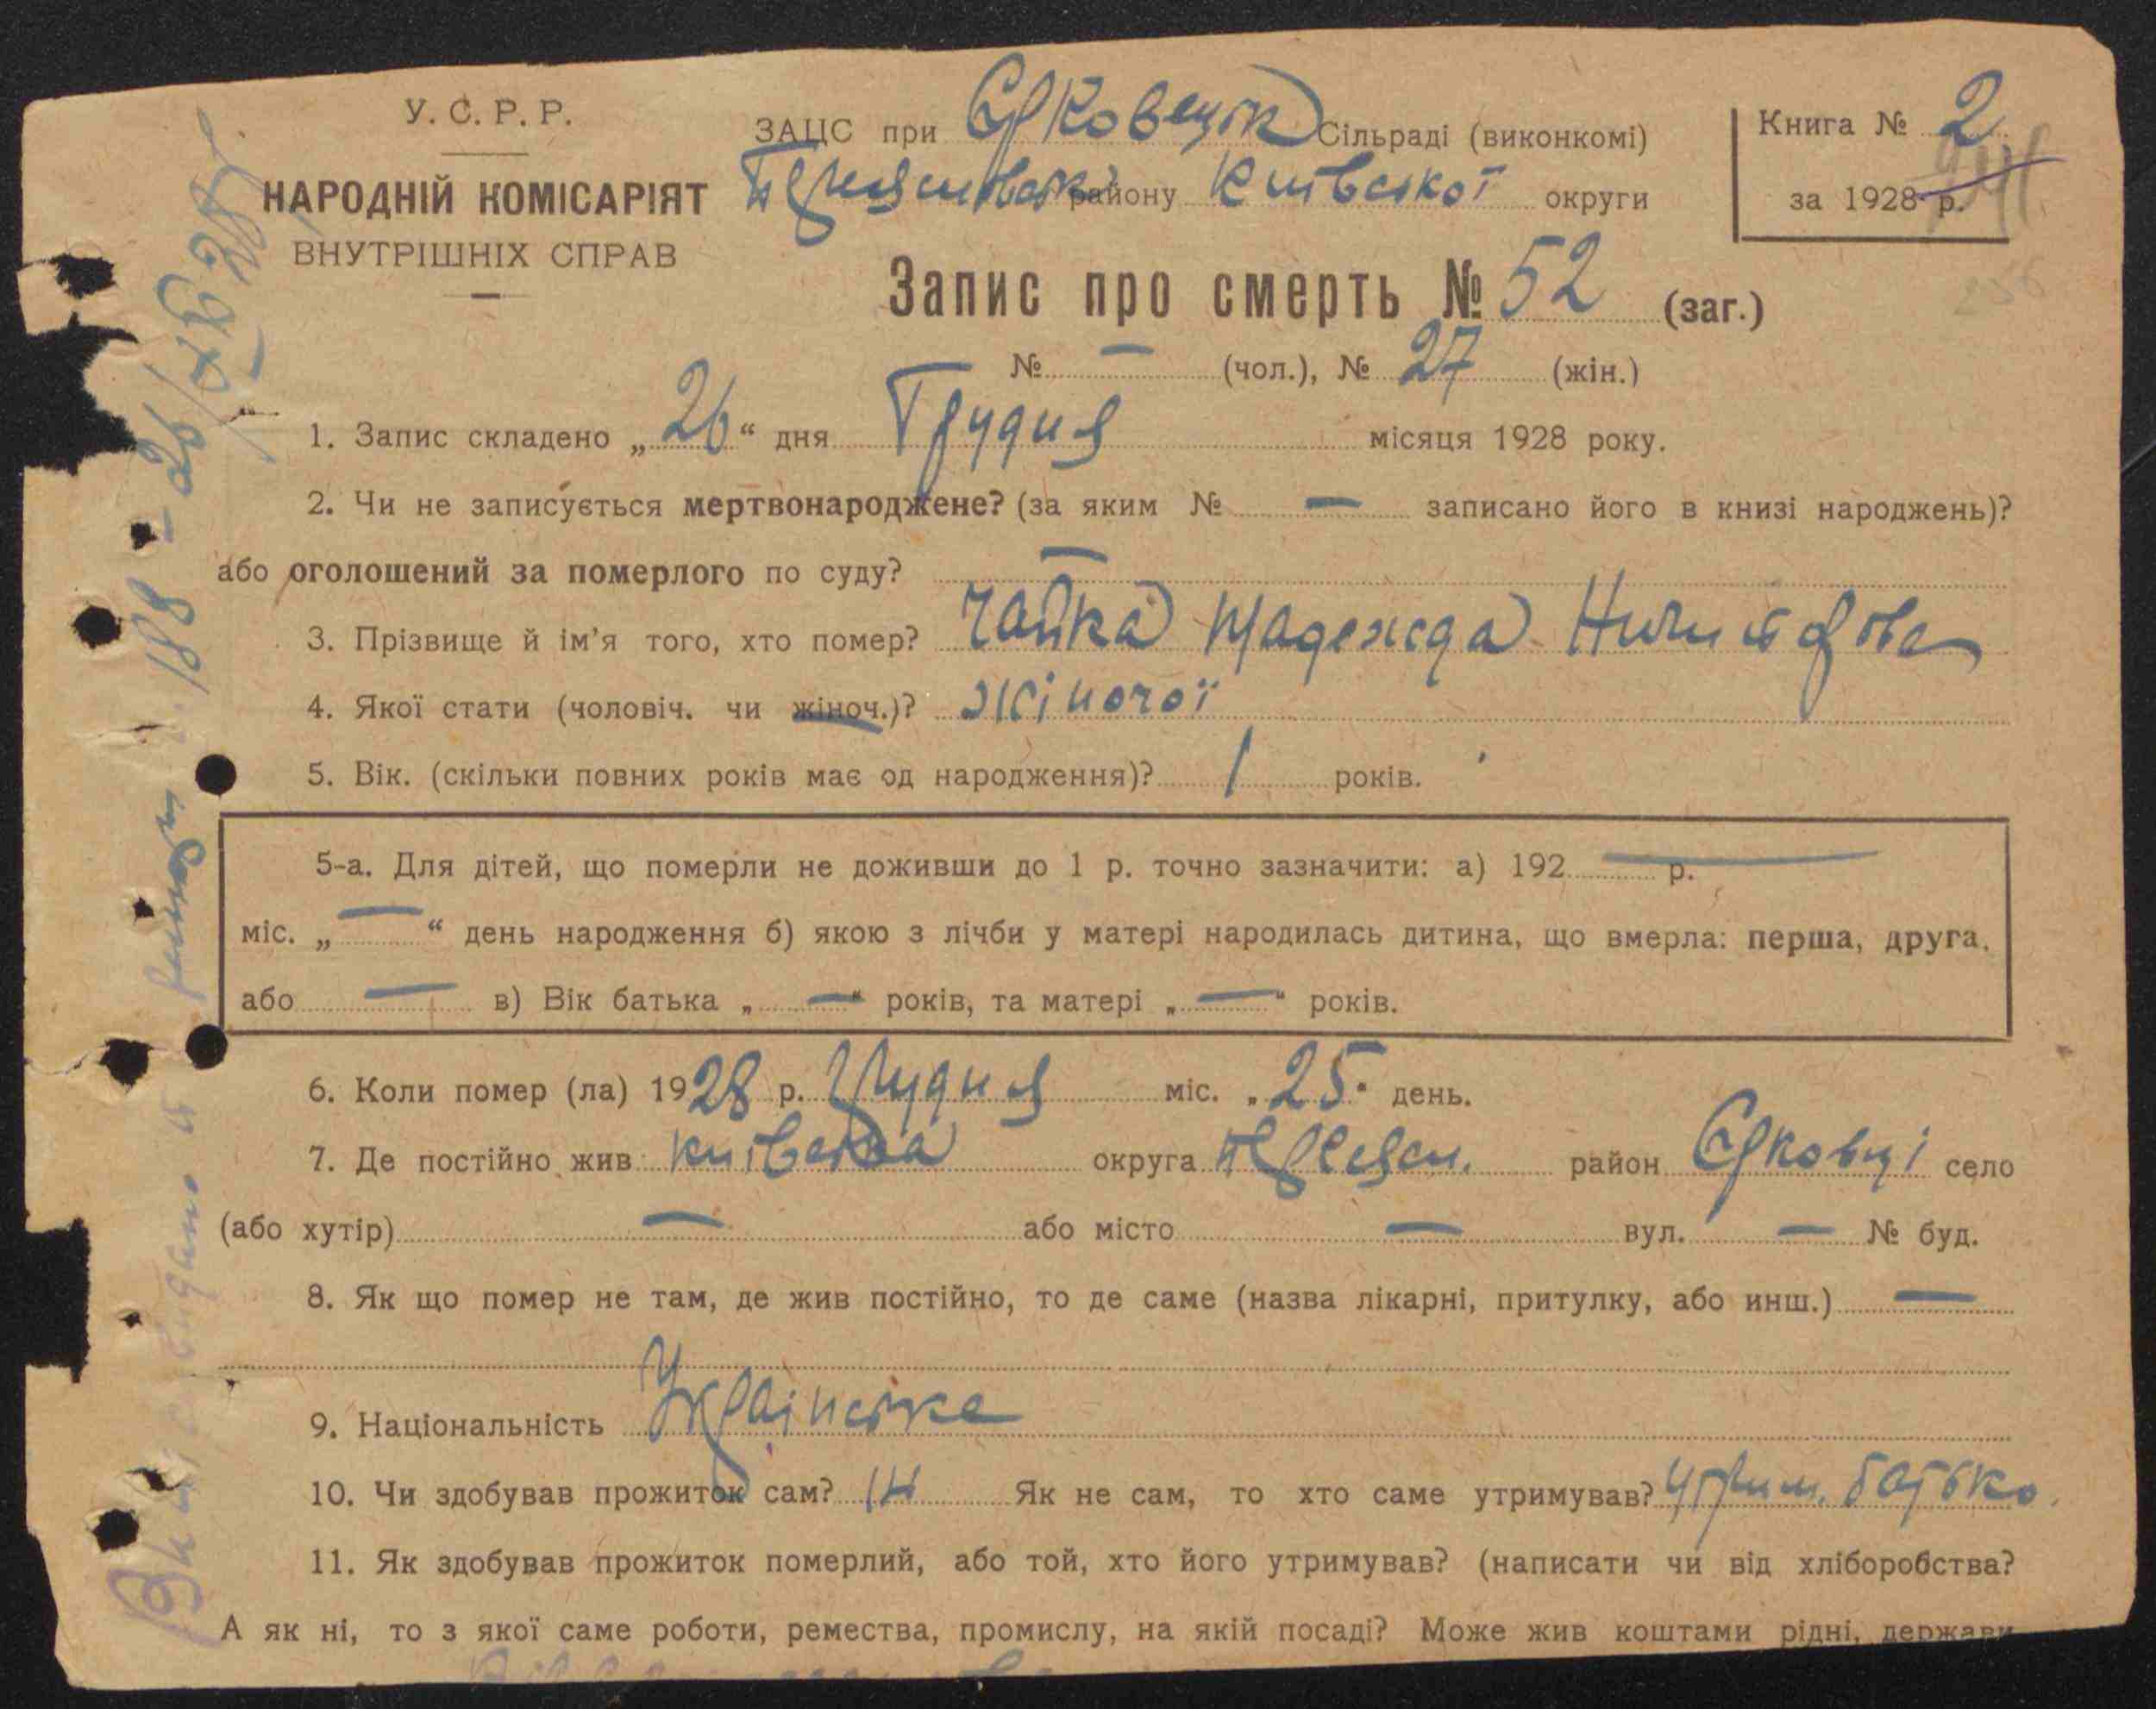 У. С. Р. Р.
НАРОДНІЙ КОМІСАРІЯТ
ВНУТРІШНІХ СПРАВ
ЗАЦС при Єрковецік Сільраді (виконкомі)
району Київської округи
Книга № 2
за 1928 р.
Запис про смерть № 52 (заг.)
№ — (чол.), № 27 (жін.)
1. Запис складено „26“ дня Грудня місяця 1928 року.
2. Чи не записується мертвонароджене? (за яким № — записано його в книзі народжень)?
або оголошений за померлого по суду? —
3. Прізвище й ім’я того, хто помер? Чайка Надежда
4. Якої стати (чоловіч. чи жіноч.)? жіночої
5. Вік. (скільки повних років має од народження)? 1 років.
5-а. Для дітей, що померли не доживши до 1 р. точно зазначити: а) 192 — р.
міс. „—“ день народження б) якою з лічби у матері народилась дитина, що вмерла: перша, друга,
або — в) Вік батька „—“ років, та матері „—“ років.
6. Коли помер (ла) 1928 р. Грудня міс. „25“ день.
7. Де постійно жив Київська округа Переясл. район Єрковці село
(або хутір) — або місто — вул. — № буд.
8. Як що помер не там, де жив постійно, то де саме (назва лікарні, притулку, або инш.) —
9. Національність Українська
10. Чи здобував прожиток сам? Ні Як не сам, то хто саме утримував? Утрим. батько.
11. Як здобував прожиток померлий, або той, хто його утримував? (написати чи від хліборобства?
А як ні, то з якої саме роботи, ремества, промислу, на якій посаді? Може жив коштами рідні, держави